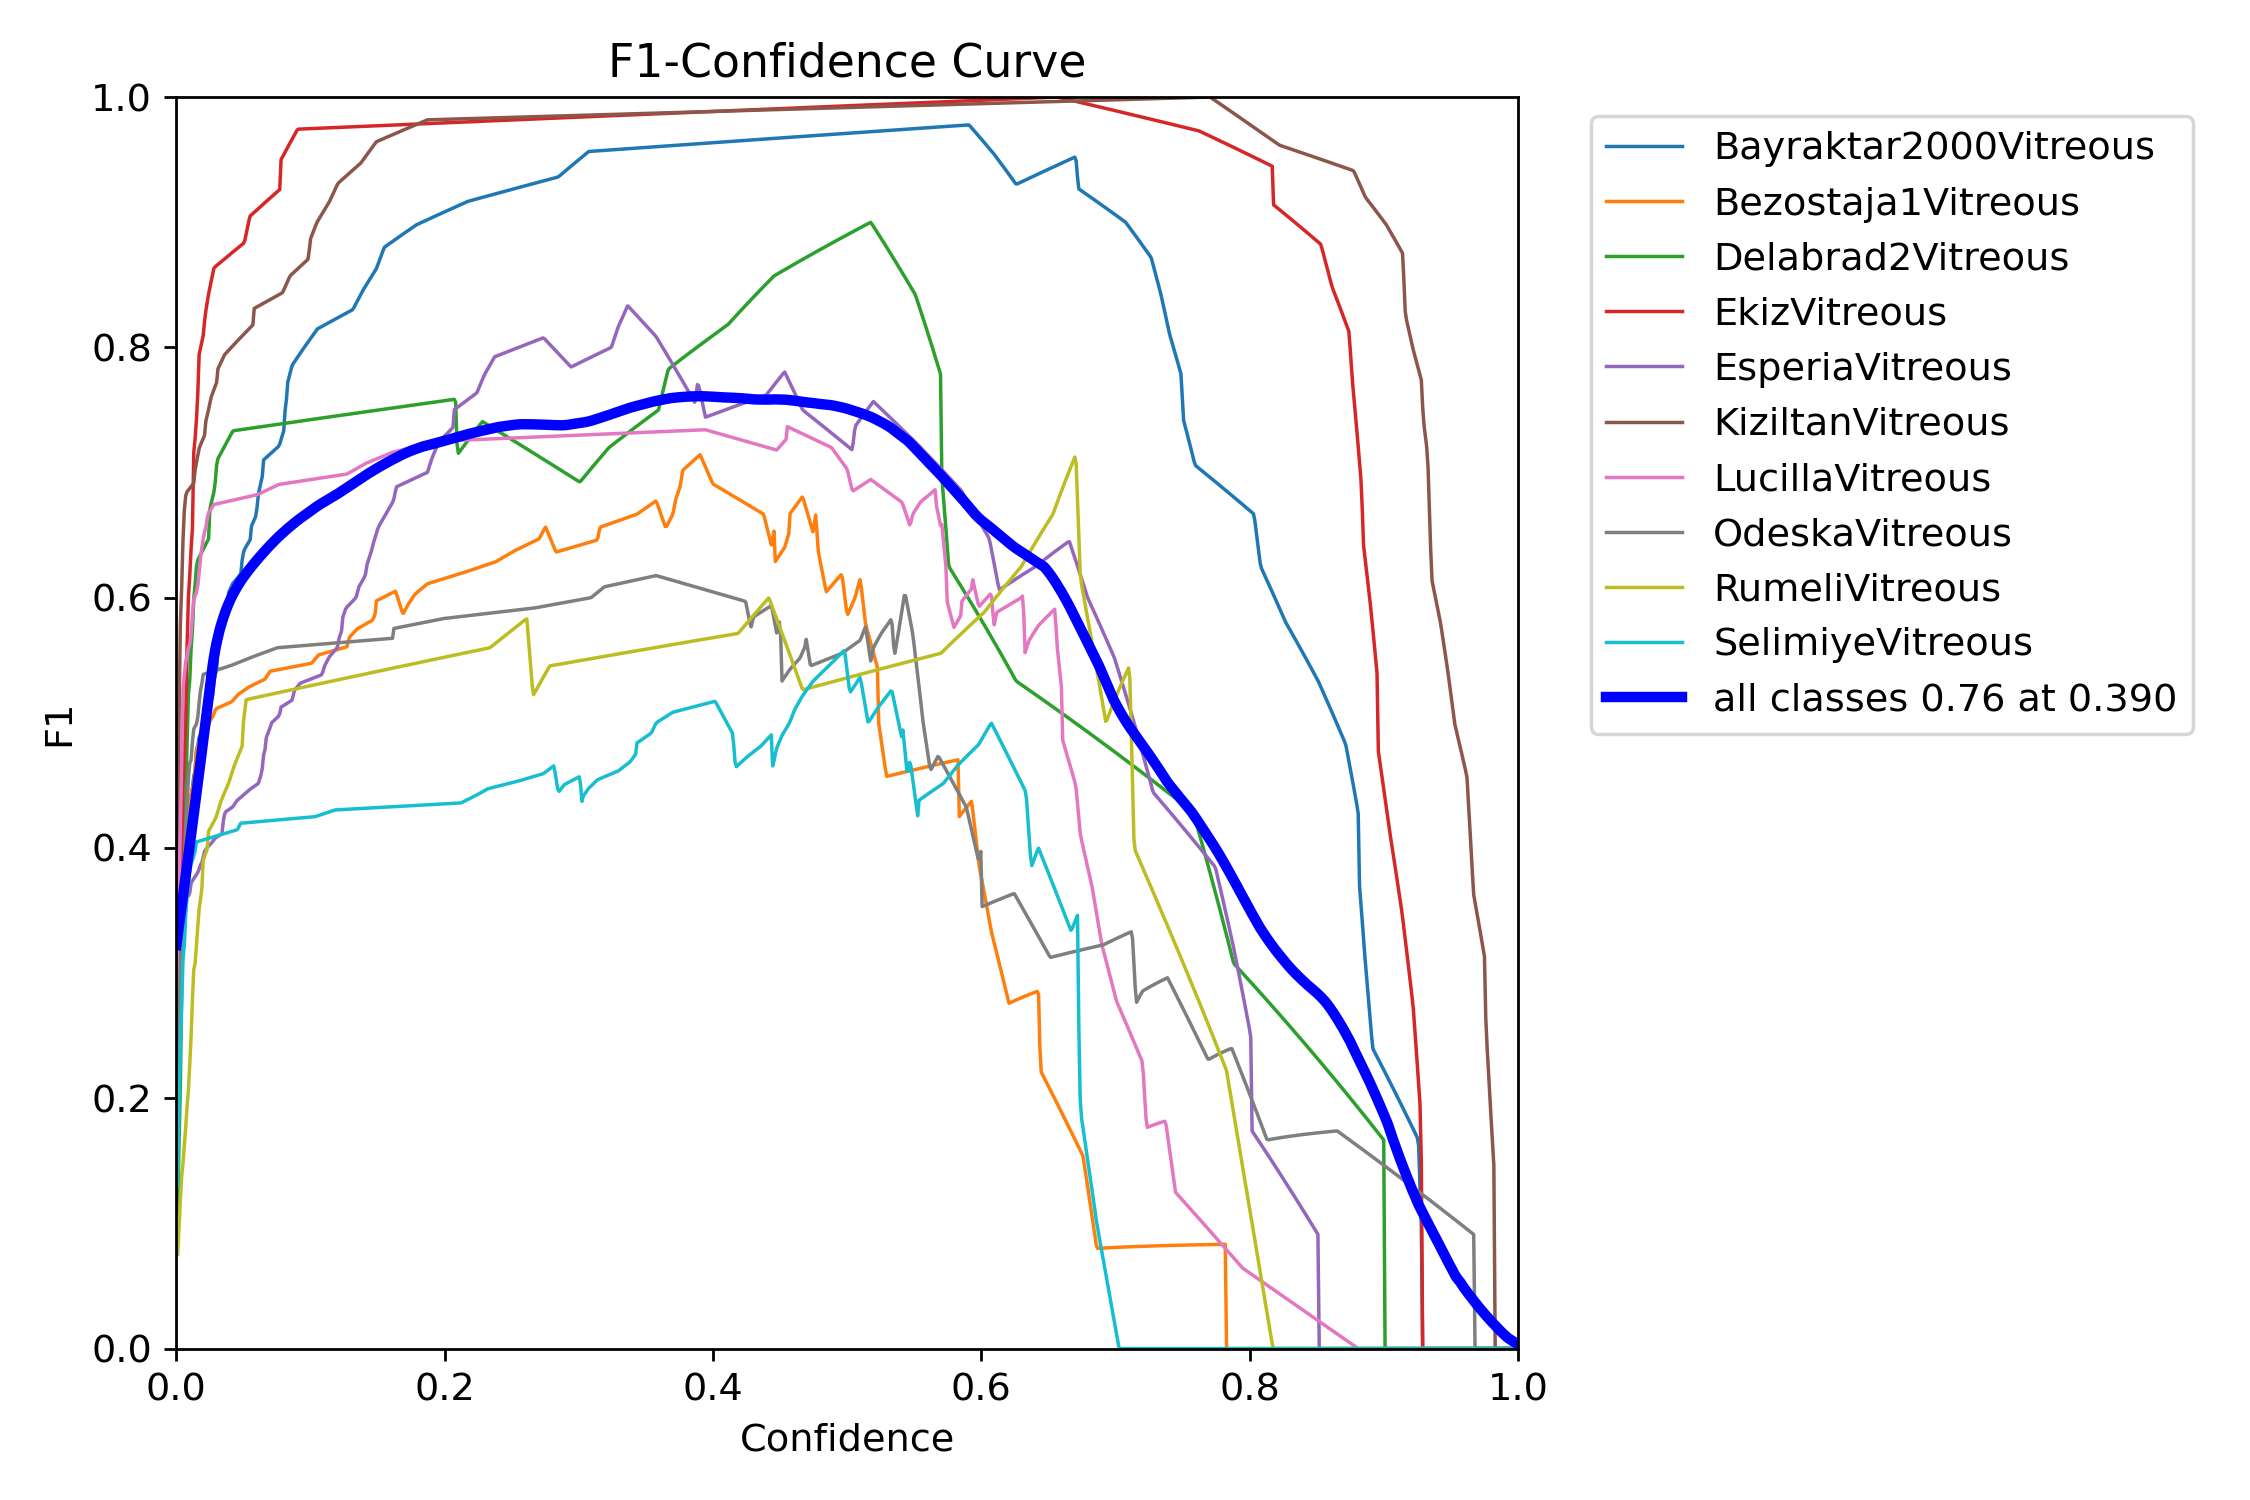 F1-Confidence Curve
1.0
0.8
0.6
0.4
0.2
0.0
F1
0.0 0.2 0.4 0.6 0.8 1.0
Confidence
Bayraktar2000Vitreous
Bezostaja1Vitreous
Delabrad2Vitreous
EkizVitreous
EsperiaVitreous
KiziltanVitreous
LucillaVitreous
OdeskaVitreous
RumeliVitreous
SelimiyeVitreous
all classes 0.76 at 0.390